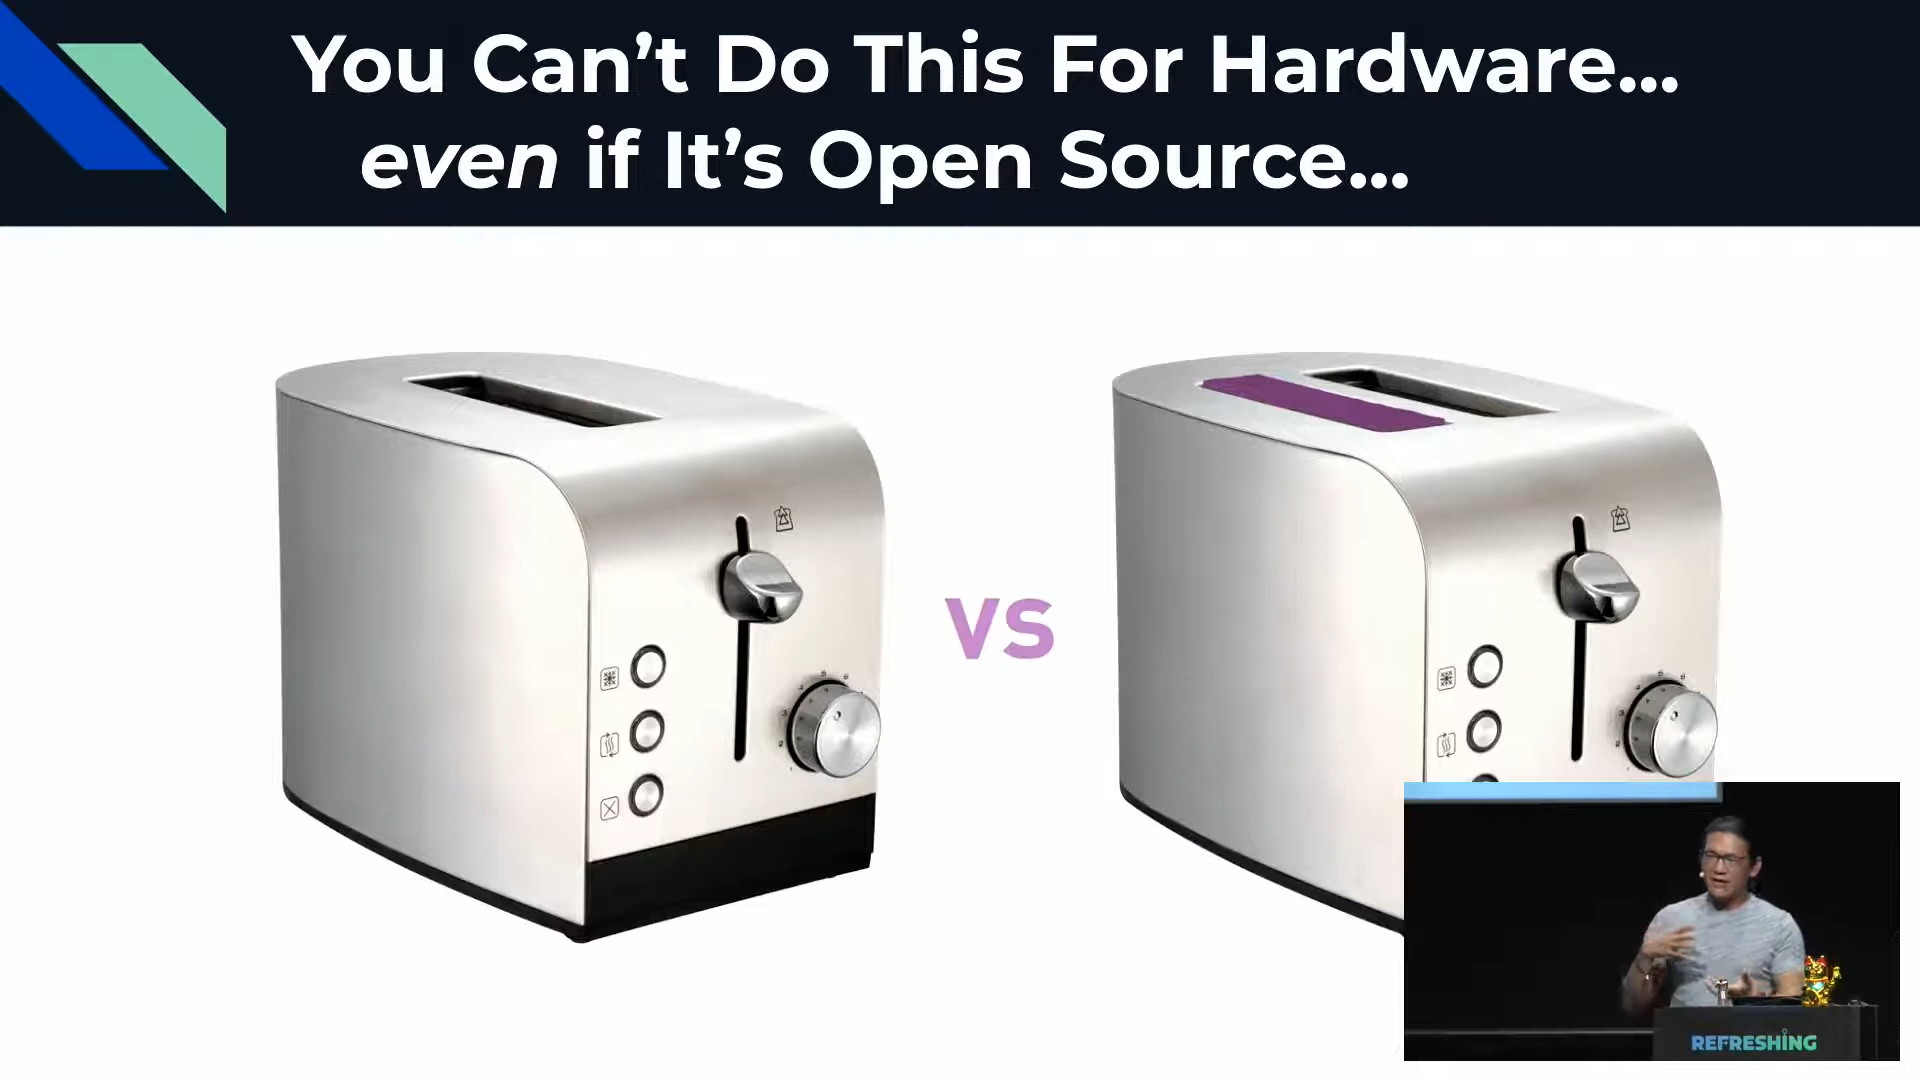 You Can’t Do This For Hardware...
even if It’s Open Source...
VS
REFRESHING